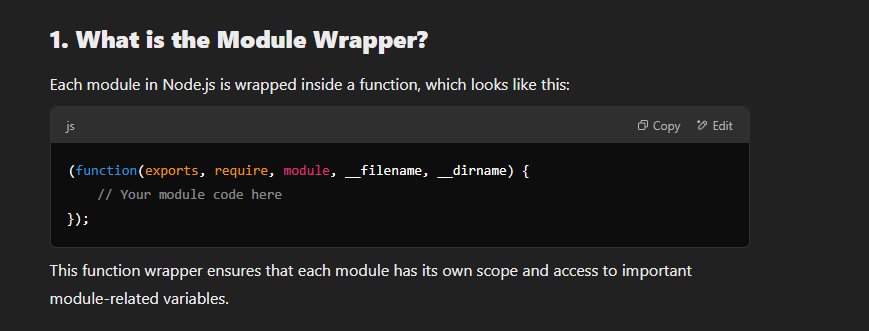 1. What is the Module Wrapper?
Each module in Node.js is wrapped inside a function, which looks like this:
js Copy Edit
(function(exports, require, module, __filename, __dirname) {
    // Your module code here
});
This function wrapper ensures that each module has its own scope and access to important
module-related variables.